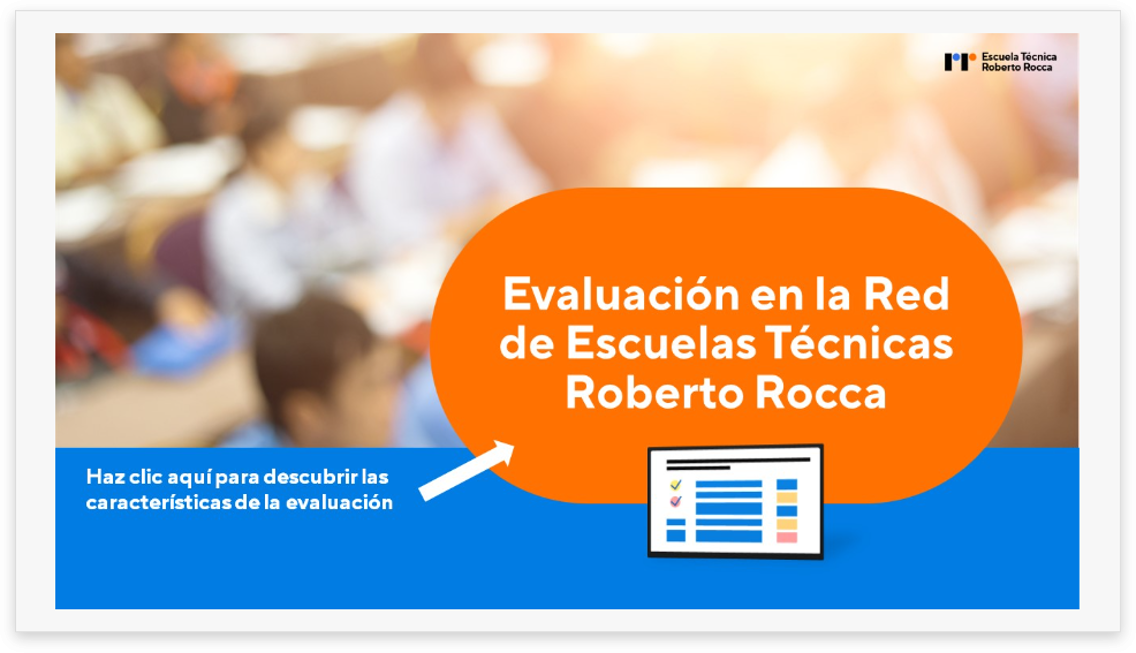 Escuela Técnica
Roberto Rocca
Evaluación en la Red
de Escuelas Técnicas
Roberto Rocca
Haz clic aquí para descubrir las
características de la evaluación